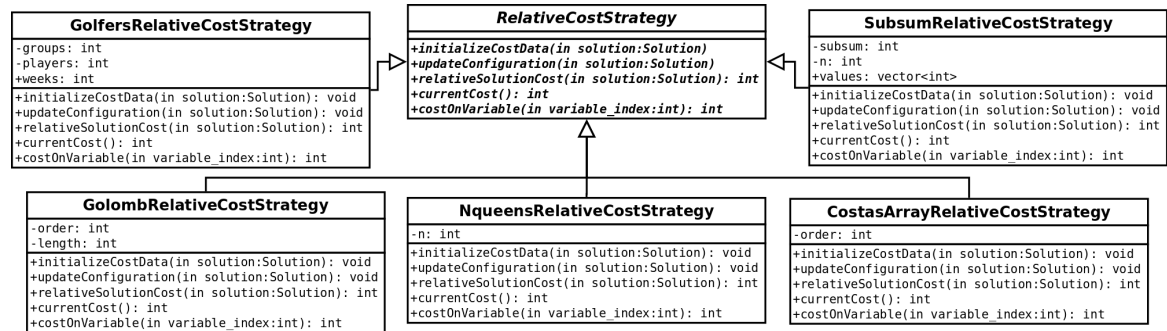 GolfersRelativeCostStrategy
-groups: int
-players: int
+weeks: int
+initializeCostData(in solution:Solution): void
+updateConfiguration(in solution:Solution): void
+relativeSolutionCost(in solution:Solution): int
+currentCost(): int
+costOnVariable(in variable_index:int): int
RelativeCostStrategy
+initializeCostData(in solution:Solution)
+updateConfiguration(in solution:Solution)
+relativeSolutionCost(in solution:Solution): int
+currentCost(): int
+costOnVariable(in variable_index:int): int
SubsumRelativeCostStrategy
-subsum: int
-n: int
+values: vector<int>
+initializeCostData(in solution:Solution): void
+updateConfiguration(in solution:Solution): void
+relativeSolutionCost(in solution:Solution): int
+currentCost(): int
+costOnVariable(in variable_index:int): int
GolombRelativeCostStrategy
-order: int
-length: int
+initializeCostData(in solution:Solution): void
+updateConfiguration(in solution:Solution): void
+relativeSolutionCost(in solution:Solution): int
+currentCost(): int
+costOnVariable(in variable_index:int): int
NqueensRelativeCostStrategy
-n: int
+initializeCostData(in solution:Solution): void
+updateConfiguration(in solution:Solution): void
+relativeSolutionCost(in solution:Solution): int
+currentCost(): int
+costOnVariable(in variable_index:int): int
CostasArrayRelativeCostStrategy
-order: int
+initializeCostData(in solution:Solution): void
+updateConfiguration(in solution:Solution): void
+relativeSolutionCost(in solution:Solution): int
+currentCost(): int
+costOnVariable(in variable_index:int): int